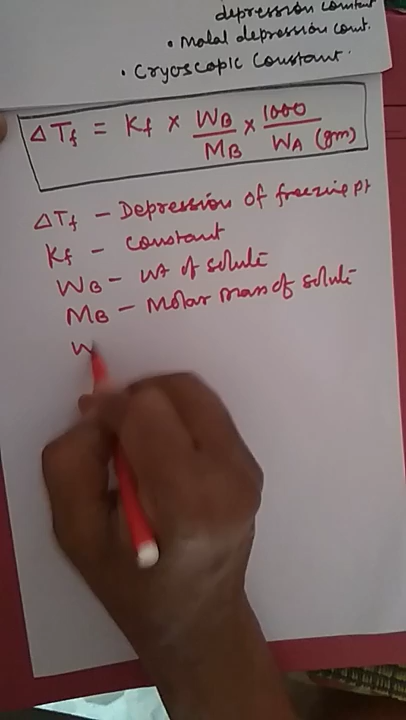 depression constant
• Molal depression const.
• Cryoscopic Constant.
ΔTf = Kf × WB/MB × 1000/WA (gm)
ΔTf – Depression of freezing pt
Kf – constant
WB – wt of solute
MB – Molar mass of solute
W